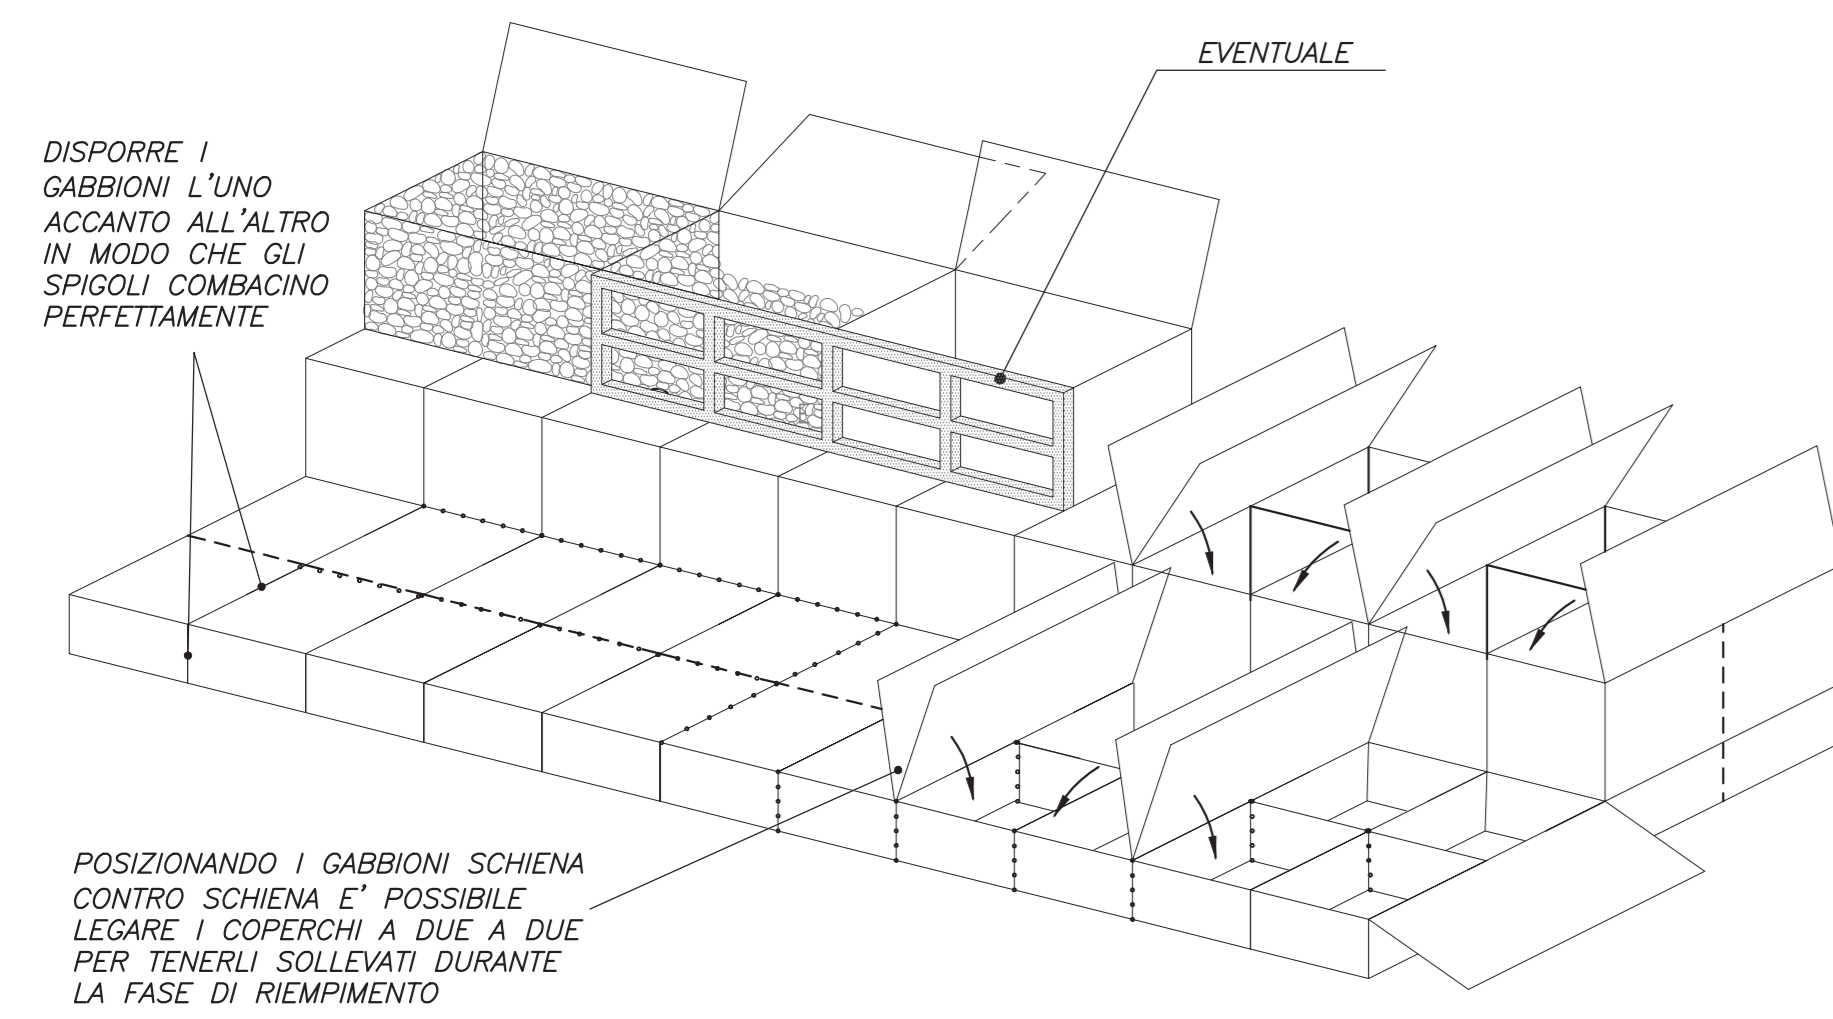 EVENTUALE
DISPORRE I
GABBIONI L'UNO
ACCANTO ALL'ALTRO
IN MODO CHE GLI
SPIGOLI COMBACINO
PERFETTAMENTE
POSIZIONANDO I GABBIONI SCHIENA
CONTRO SCHIENA E' POSSIBILE
LEGARE I COPERCHI A DUE A DUE
PER TENERLI SOLLEVATI DURANTE
LA FASE DI RIEMPIMENTO